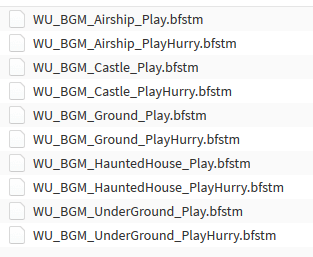 WU_BGM_Airship_Play.bfstm
WU_BGM_Airship_PlayHurry.bfstm
WU_BGM_Castle_Play.bfstm
WU_BGM_Castle_PlayHurry.bfstm
WU_BGM_Ground_Play.bfstm
WU_BGM_Ground_PlayHurry.bfstm
WU_BGM_HauntedHouse_Play.bfstm
WU_BGM_HauntedHouse_PlayHurry.bfstm
WU_BGM_UnderGround_Play.bfstm
WU_BGM_UnderGround_PlayHurry.bfstm